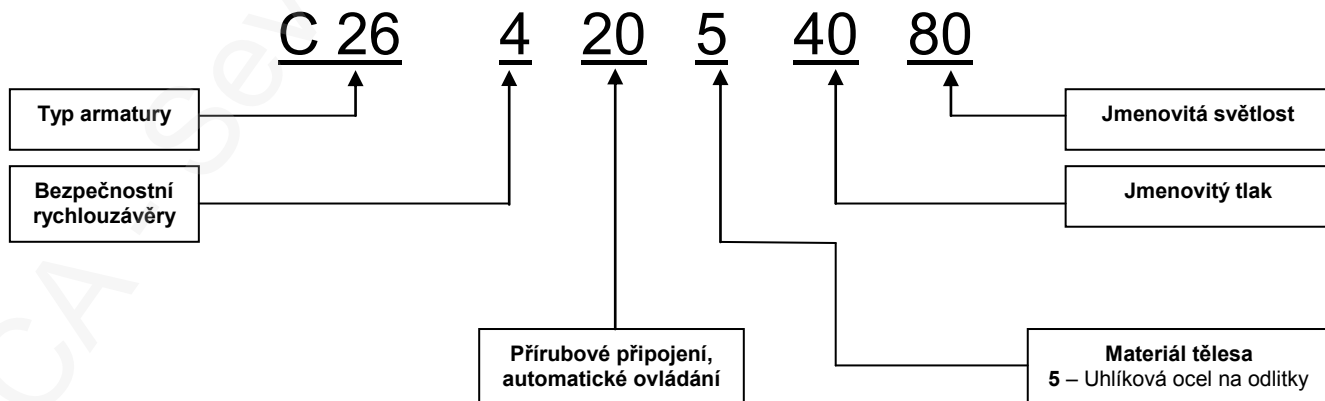 C 26 4 20 5 40 80
Typ armatury
Jmenovitá světlost
Bezpečnostní
rychlouzávěry
Jmenovitý tlak
Přírubové připojení,
automatické ovládání
Materiál tělesa
5 – Uhlíková ocel na odlitky